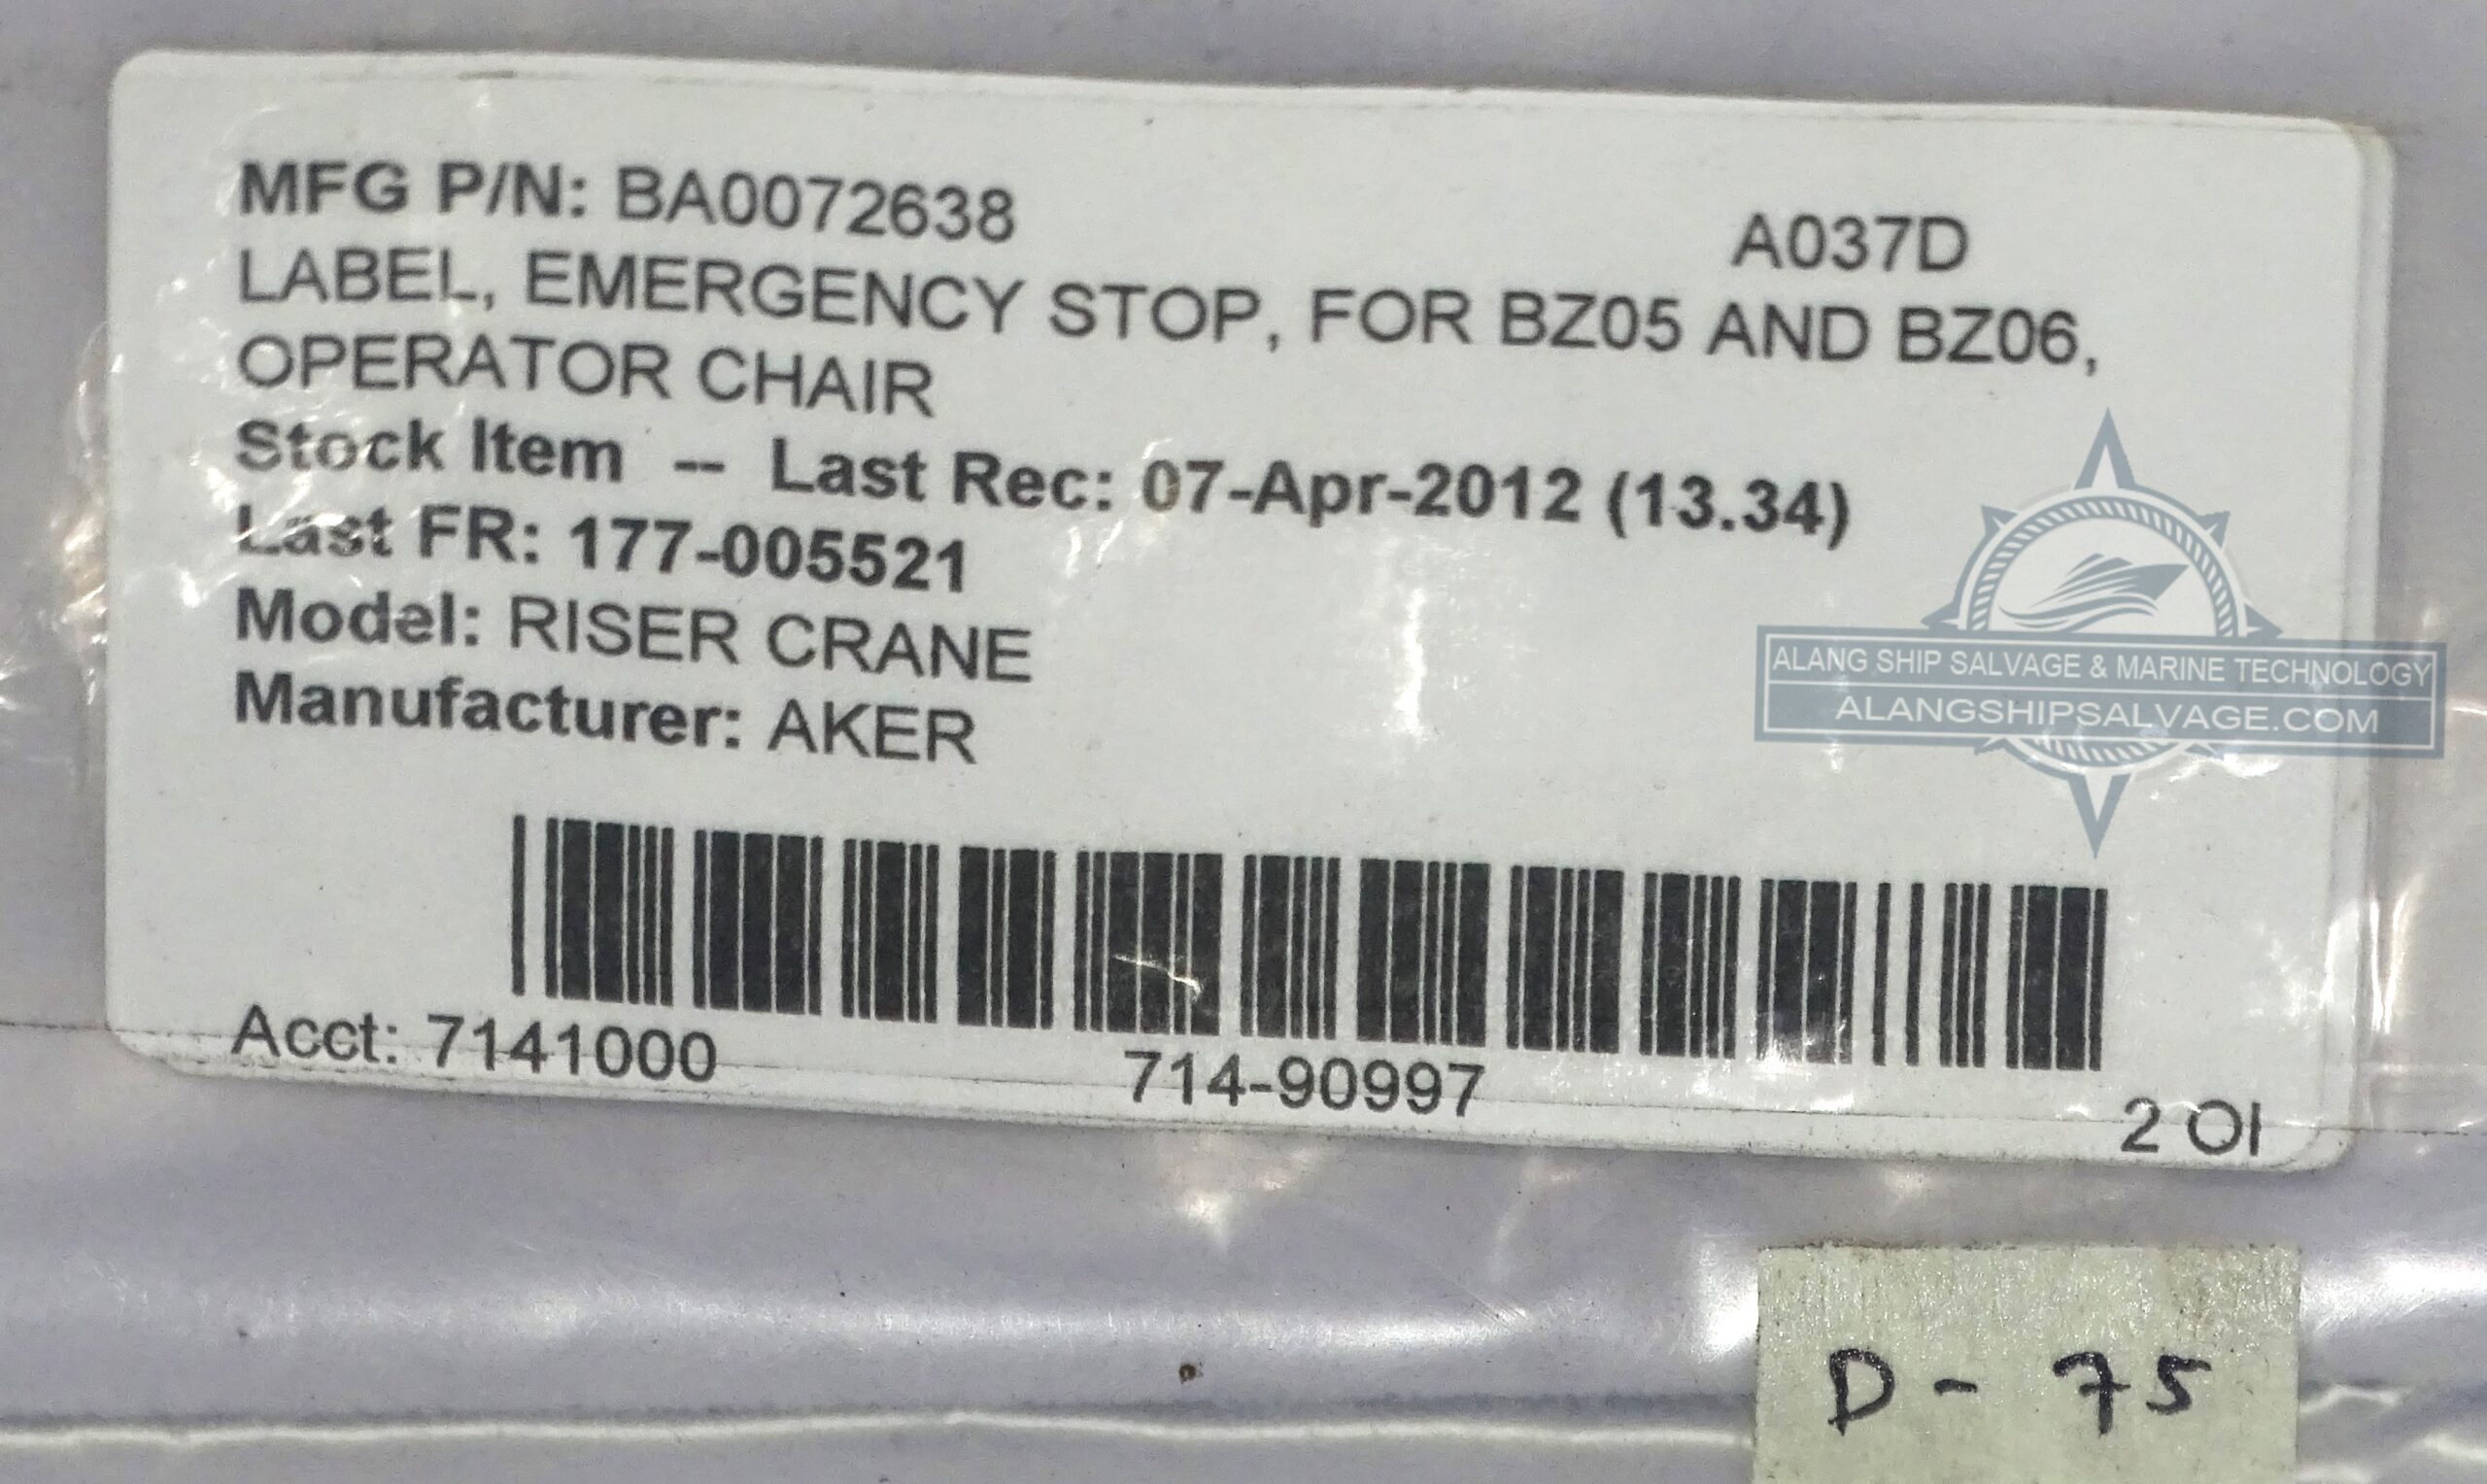 MFG P/N: BA0072638 A037D
LABEL, EMERGENCY STOP, FOR BZ05 AND BZ06,
OPERATOR CHAIR
Stock Item -- Last Rec: 07-Apr-2012 (13.34)
Last FR: 177-005521
Model: RISER CRANE
Manufacturer: AKER
ALANG SHIP SALVAGE & MARINE TECHNOLOGY
ALANGSHIPSALVAGE.COM
Acct: 7141000 714-90997 2 OI
D - 75